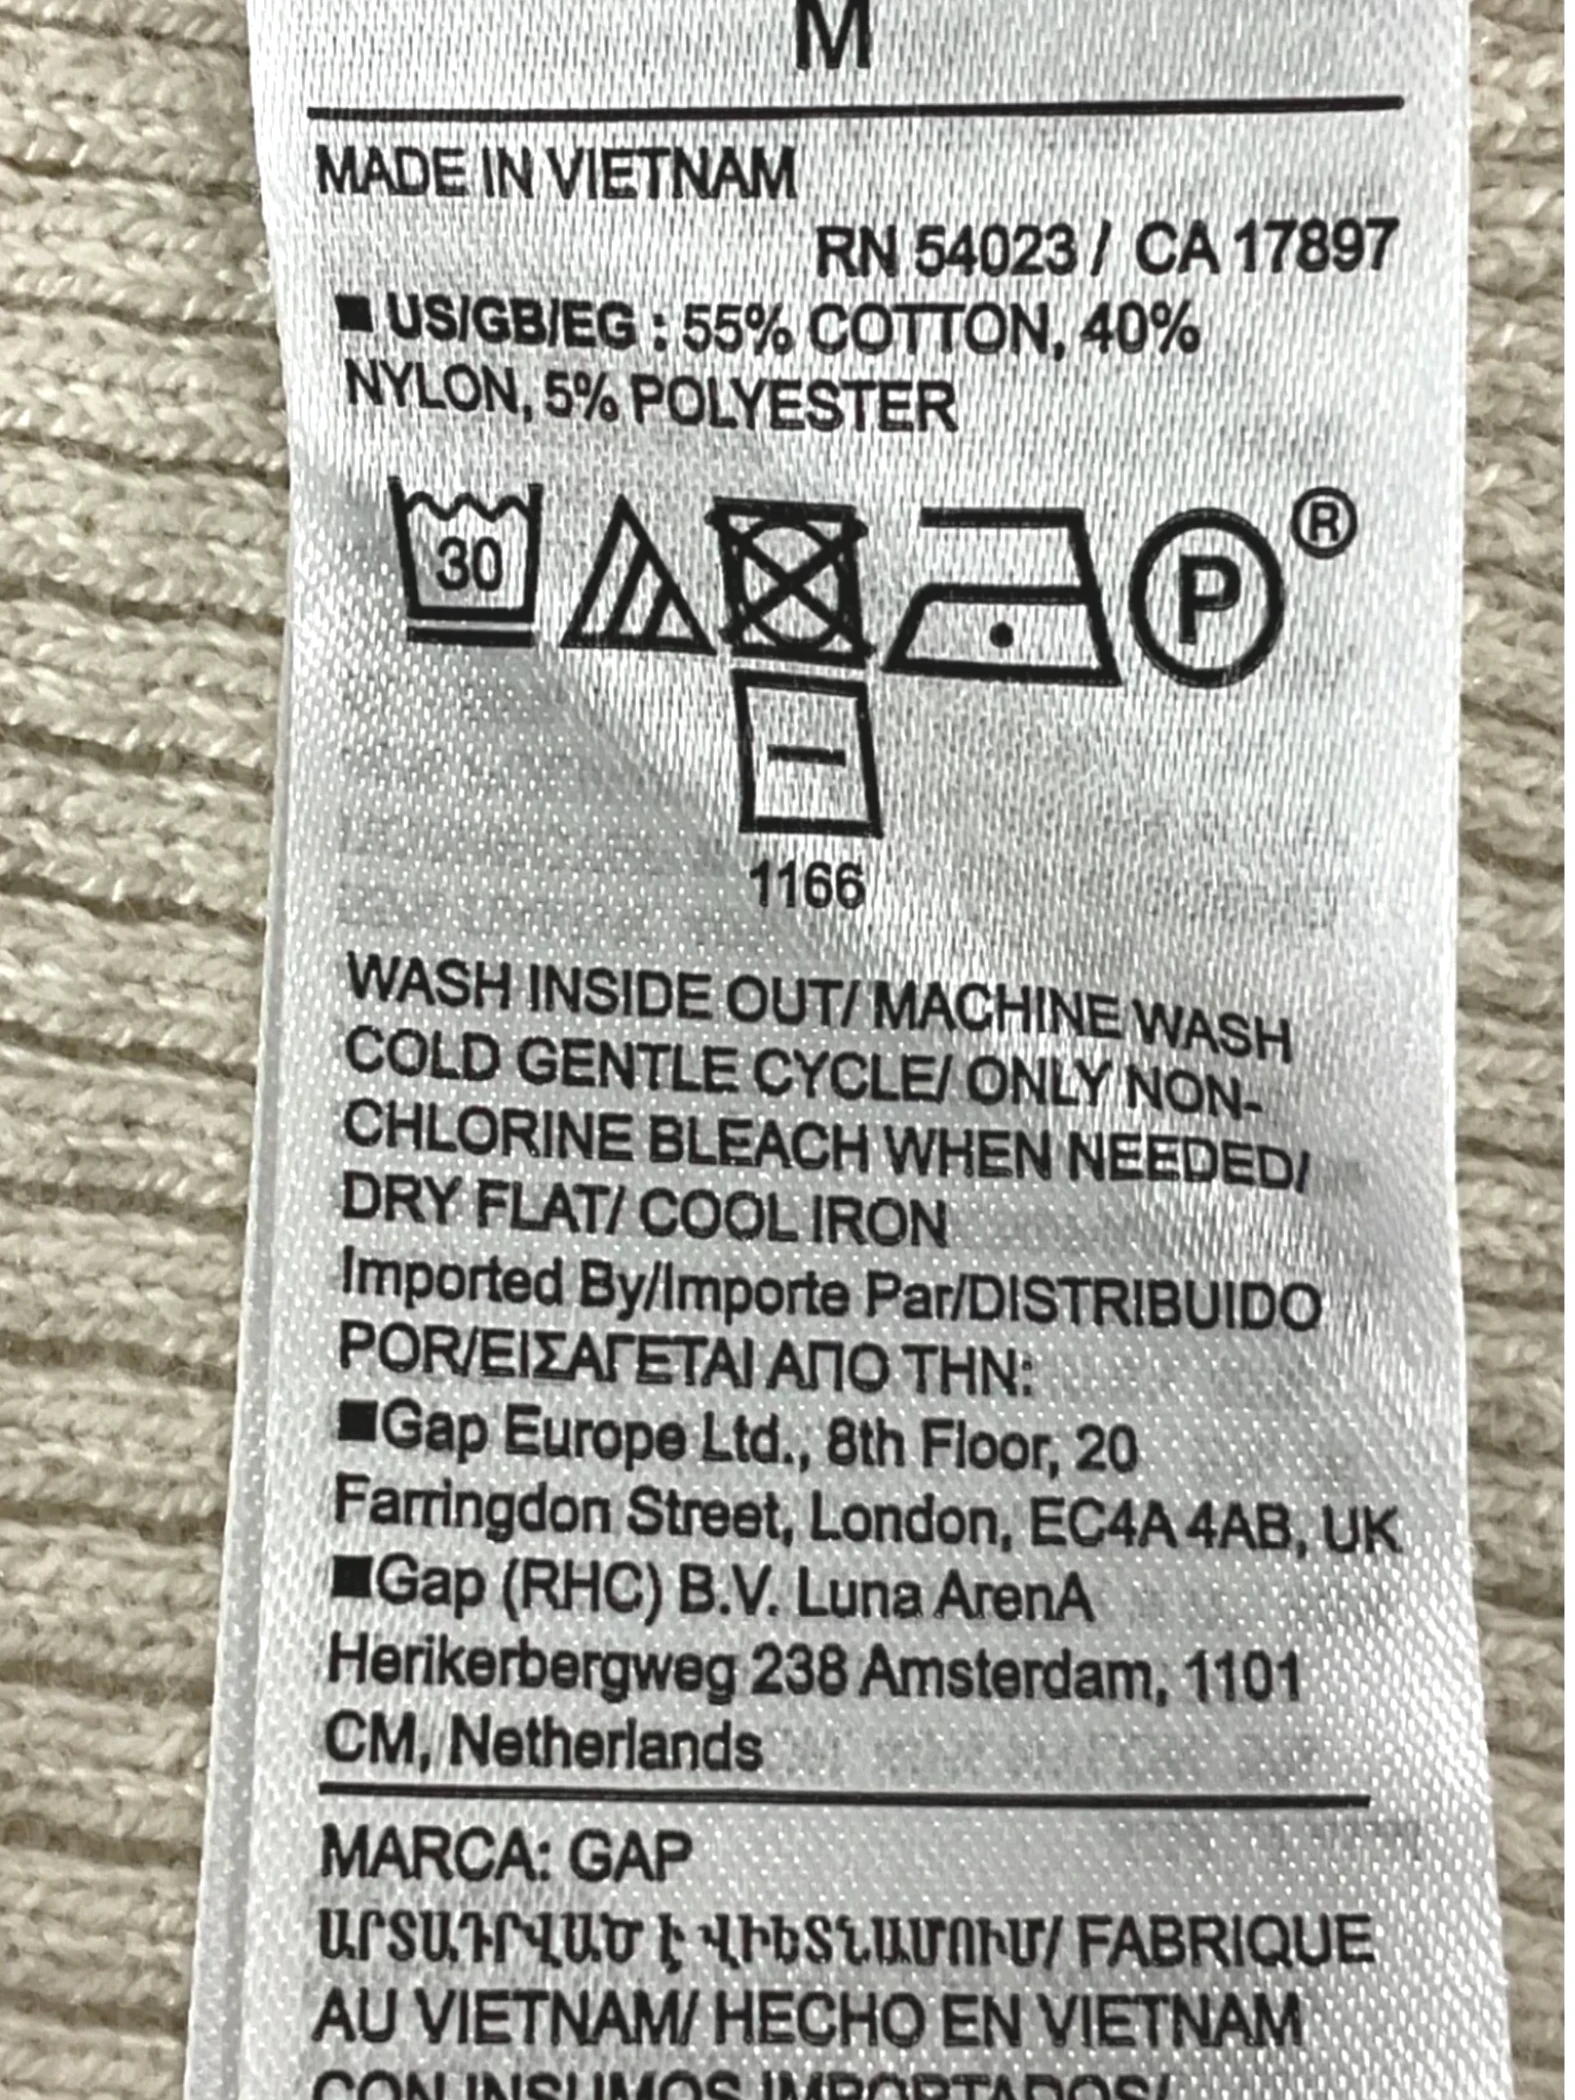 M
MADE IN VIETNAM
RN 54023 / CA 17897
■ US/GB/EG : 55% COTTON, 40%
NYLON, 5% POLYESTER
30
P
®
1166
WASH INSIDE OUT/ MACHINE WASH
COLD GENTLE CYCLE/ ONLY NON-
CHLORINE BLEACH WHEN NEEDED/
DRY FLAT/ COOL IRON
Imported By/Importe Par/DISTRIBUIDO
POR/ΕΙΣΑΓΕΤΑΙ ΑΠΟ ΤΗΝ:
■Gap Europe Ltd., 8th Floor, 20
Farringdon Street, London, EC4A 4AB, UK
■Gap (RHC) B.V. Luna ArenA
Herikerbergweg 238 Amsterdam, 1101
CM, Netherlands
MARCA: GAP
ԱՐՏԱԴՐՎԱԾ Է ՎԻԵՏՆԱՄՈՒՄ/ FABRIQUE
AU VIETNAM/ HECHO EN VIETNAM
CON INSUMOS IMPORTADOS/